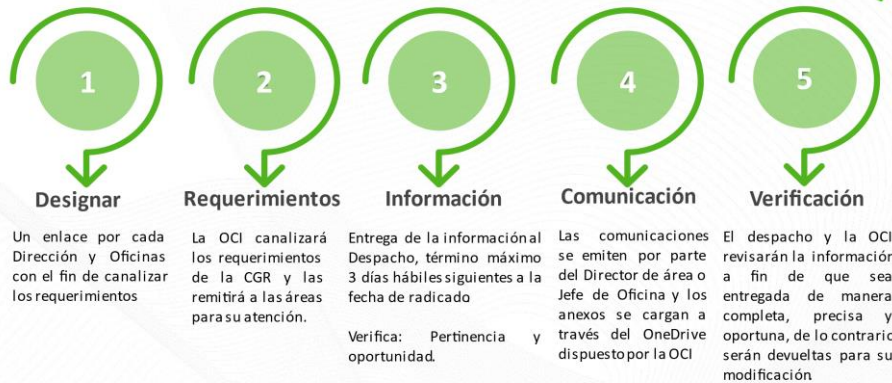 1
Designar
Un enlace por cada
Dirección y Oficinas
con el fin de canalizar
los requerimientos
2
Requerimientos
La OCI canalizará
los requerimientos
de la CGR y las
remitirá a las áreas
para su atención.
3
Información
Entrega de la información al
Despacho, término máximo
3 días hábiles siguientes a la
fecha de radicado
Verifica: Pertinencia y
oportunidad.
4
Comunicación
Las comunicaciones
se emiten por parte
del Director de área o
Jefe de Oficina y los
anexos se cargan a
través del OneDrive
dispuesto por la OCI
5
Verificación
El despacho y la OCI
revisarán la información
a fin de que sea
entregada de manera
completa, precisa y
oportuna, de lo contrario
serán devueltas para su
modificación